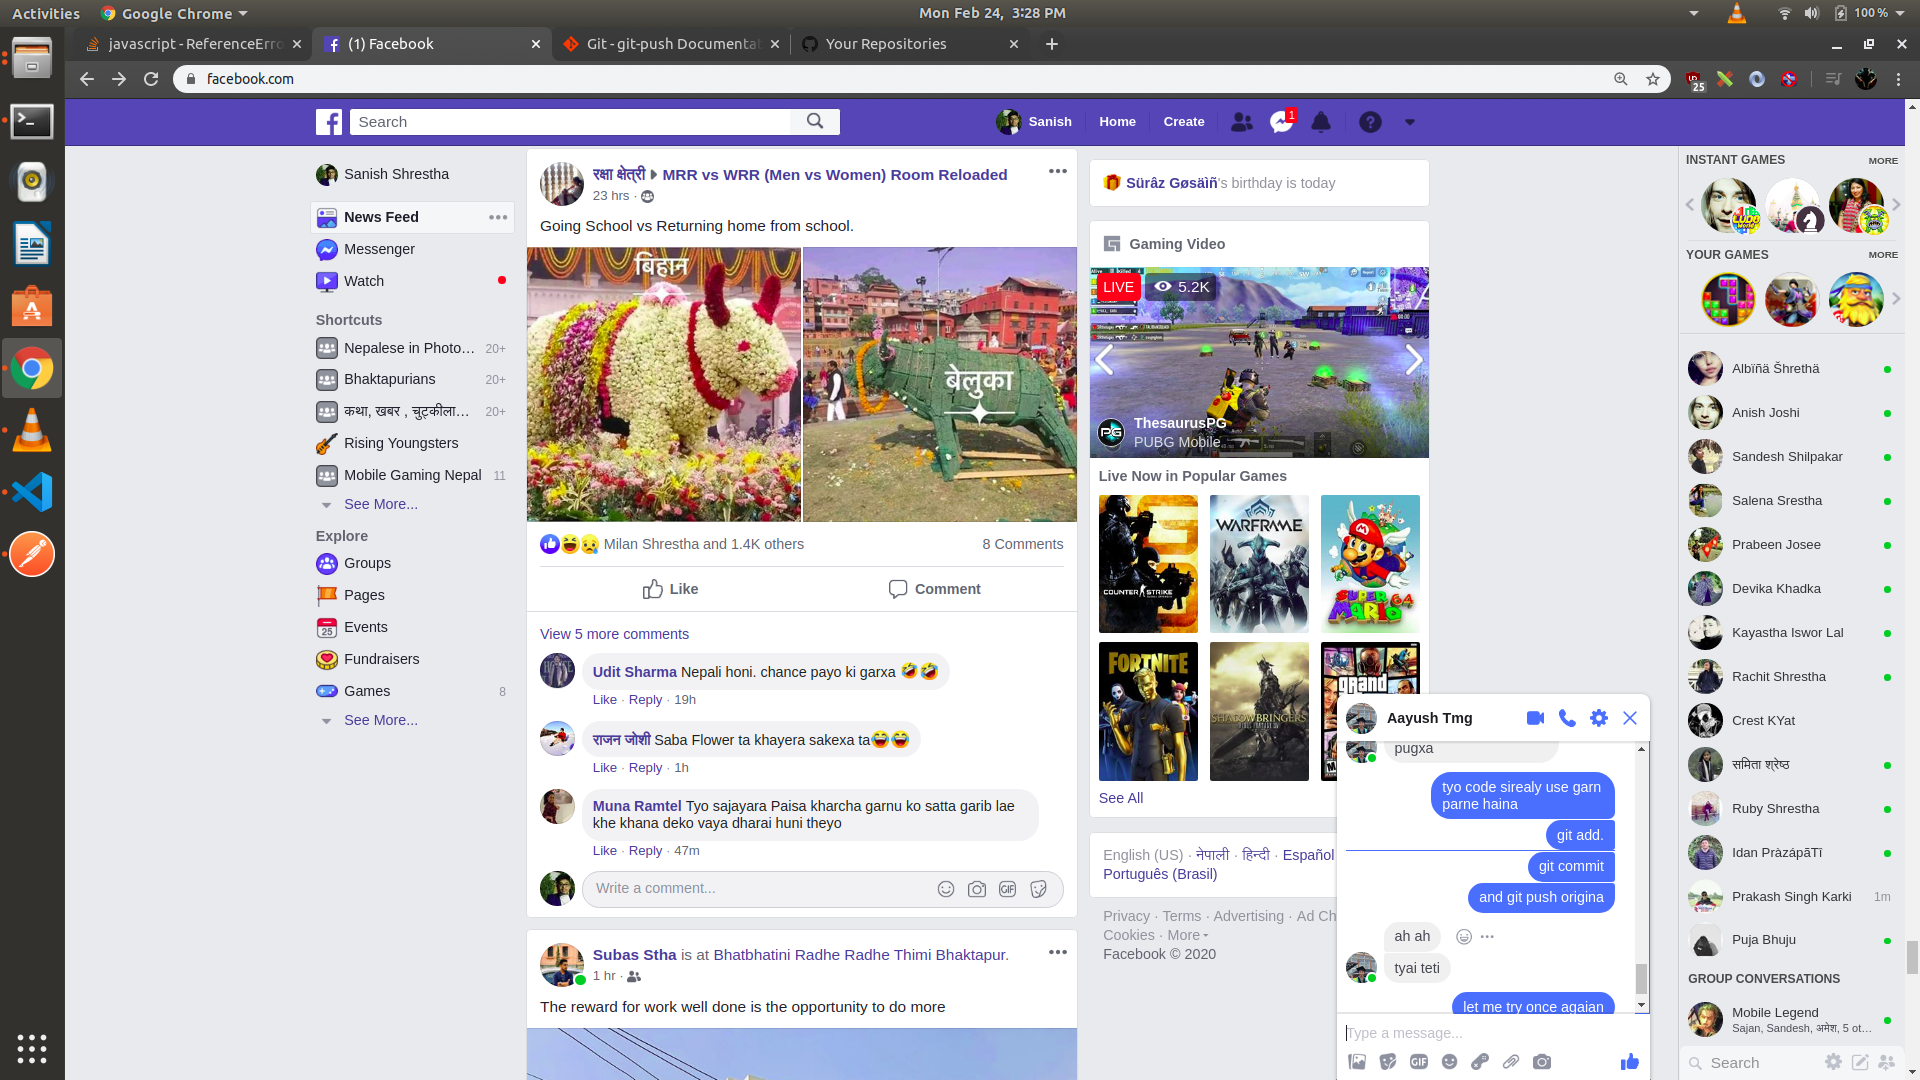 Activities
Google Chrome
Mon Feb 24, 3:28 PM
100 %
javascript - ReferenceErro
(1) Facebook
Git - git-push Documentat
Your Repositories
facebook.com
25
Search
Sanish
Home
Create
1
Sanish Shrestha
News Feed
Messenger
Watch
Shortcuts
Nepalese in Photo... 20+
Bhaktapurians 20+
कथा, खबर , चुट्कीला... 20+
Rising Youngsters
Mobile Gaming Nepal 11
See More...
Explore
Groups
Pages
Events
Fundraisers
Games 8
See More...
रक्षा क्षेत्री MRR vs WRR (Men vs Women) Room Reloaded
23 hrs ·
Going School vs Returning home from school.
बिहान
बेलुका
Milan Shrestha and 1.4K others
8 Comments
Like
Comment
View 5 more comments
Udit Sharma Nepali honi. chance payo ki garxa 🤣🤣
Like · Reply · 19h
राजन जोशी Saba Flower ta khayera sakexa ta😂😂
Like · Reply · 1h
Muna Ramtel Tyo sajayara Paisa kharcha garnu ko satta garib lae
khe khana deko vaya dharai huni theyo
Like · Reply · 47m
Write a comment...
GIF
Subas Stha is at Bhatbhatini Radhe Radhe Thimi Bhaktapur.
1 hr ·
The reward for work well done is the opportunity to do more
Sürâz Gøsäìñ's birthday is today
Gaming Video
LIVE
5.2K
PG
ThesaurusPG
PUBG Mobile
Live Now in Popular Games
COUNTER STRIKE
WARFRAME
SUPER MARIO 64
FORTNITE
SHADOWBRINGERS
grand
See All
English (US) · नेपाली · हिन्दी · Español
Português (Brasil)
Privacy · Terms · Advertising · Ad Ch
Cookies · More
Facebook © 2020
Aayush Tmg
pugxa
tyo code sirealy use garn
parne haina
git add.
git commit
and git push origina
ah ah
tyai teti
let me try once agaian
Type a message...
GIF
INSTANT GAMES
MORE
LUDO
YOUR GAMES
MORE
Albïñä Šhrethä
Anish Joshi
Sandesh Shilpakar
Salena Srestha
Prabeen Josee
Devika Khadka
Kayastha Iswor Lal
Rachit Shrestha
Crest KYat
समिता श्रेष्ठ
Ruby Shrestha
Idan PràzápãTî
Prakash Singh Karki 1m
Puja Bhuju
GROUP CONVERSATIONS
Mobile Legend
Sajan, Sandesh, अमेश, 5 ot...
Search